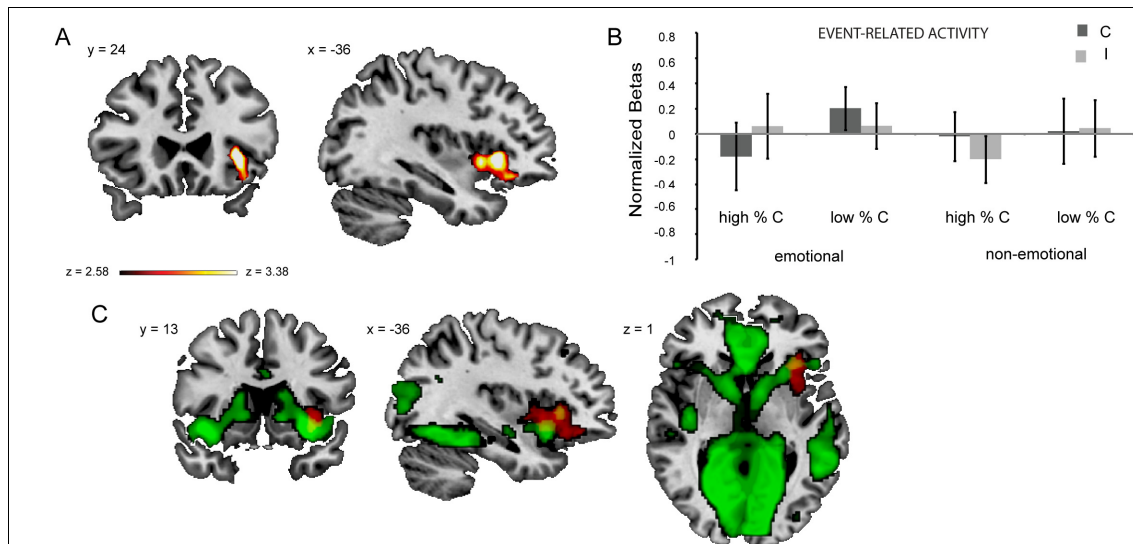 A
y = 24
x = -36
z = 2.58
z = 3.38
B
EVENT-RELATED ACTIVITY
C
I
Normalized Betas
0.8
0.6
0.4
0.2
0
-0.2
-0.4
-0.6
-0.8
-1
high % C
low % C
high % C
low % C
emotional
non-emotional
C
y = 13
x = -36
z = 1